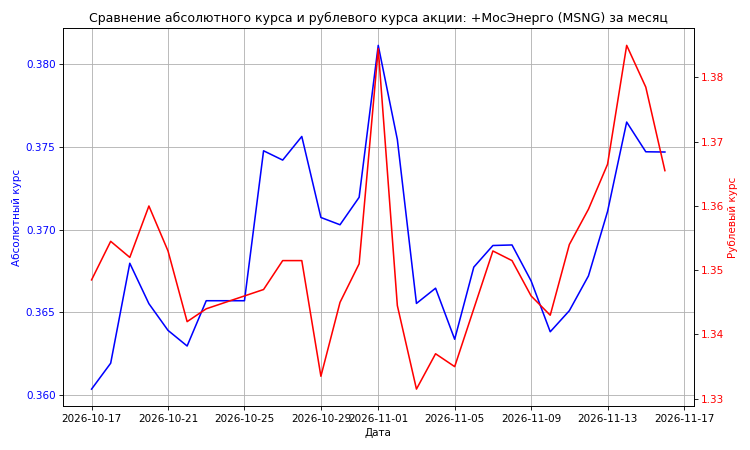 Сравнение абсолютного курса и рублевого курса акции: +МосЭнерго (MSNG) за месяц
0.380
0.375
0.370
0.365
0.360
Абсолютный курс
1.38
1.37
1.36
1.35
1.34
1.33
Рублевый курс
2026-10-17 2026-10-21 2026-10-25 2026-10-29 2026-11-01 2026-11-05 2026-11-09 2026-11-13 2026-11-17
Дата